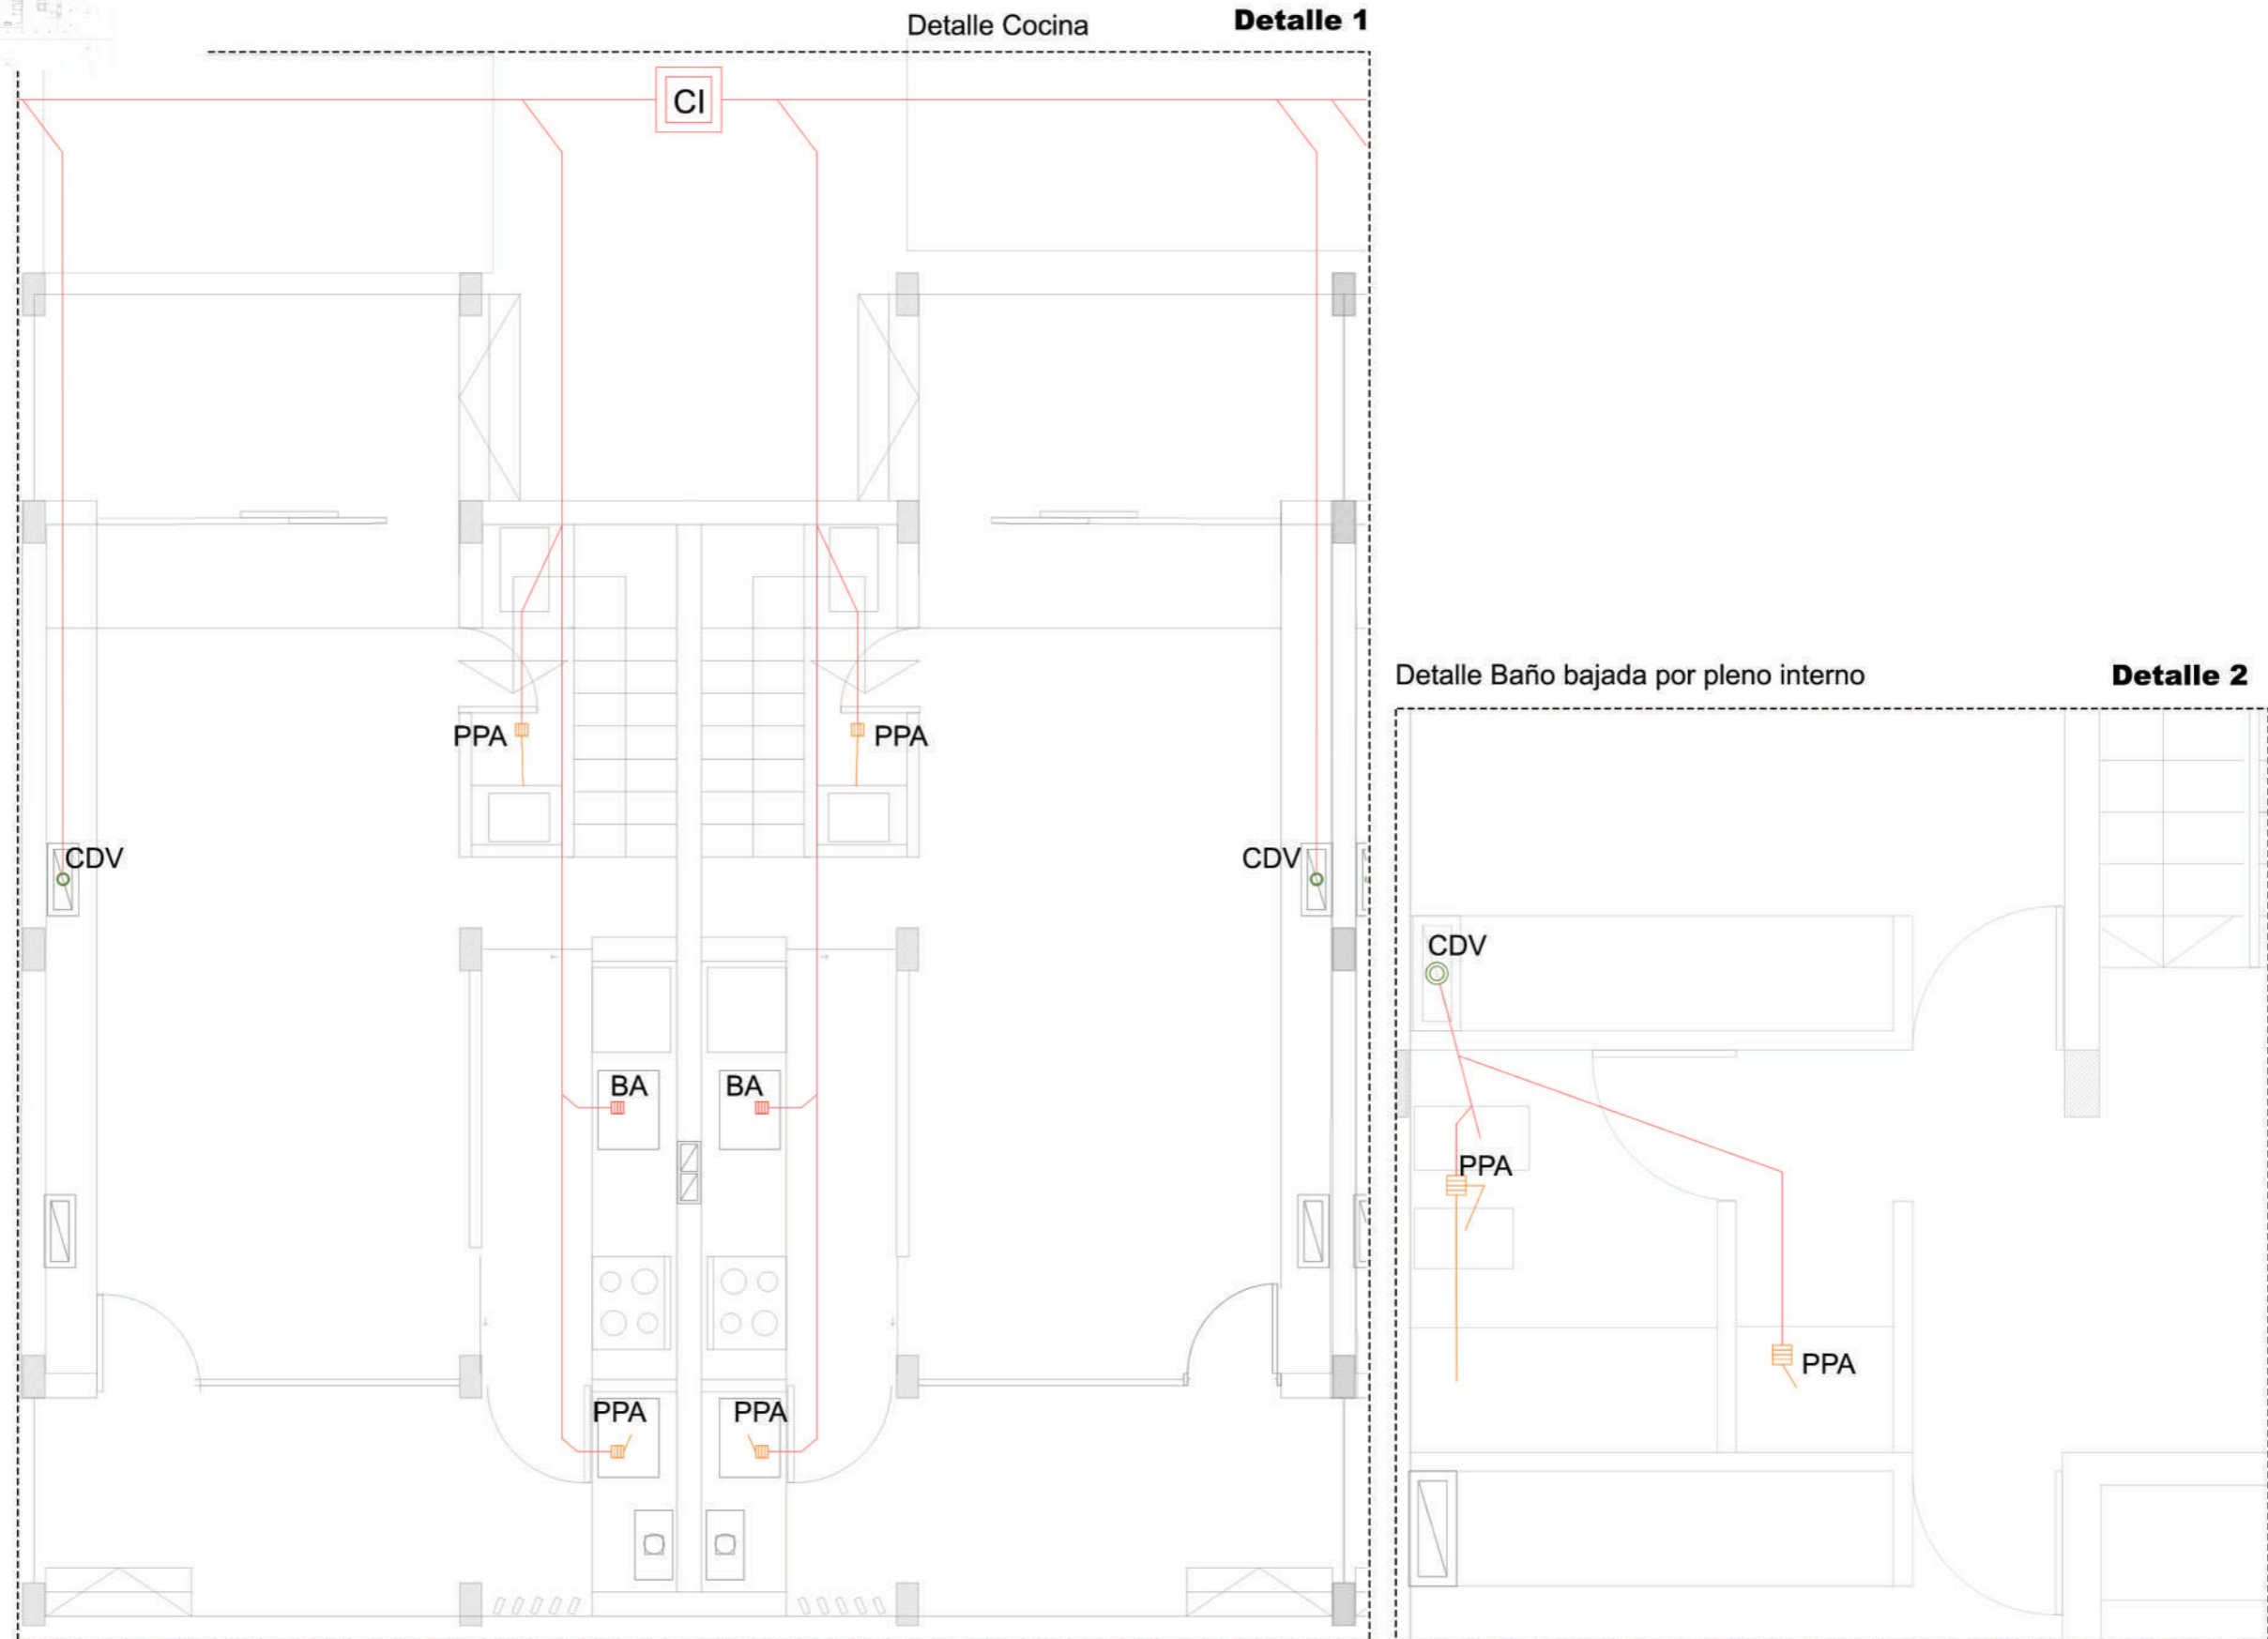 Detalle Cocina Detalle 1
CI
PPA PPA
CDV CDV
BA BA
PPA PPA
Detalle Baño bajada por pleno interno Detalle 2
CDV
PPA
PPA